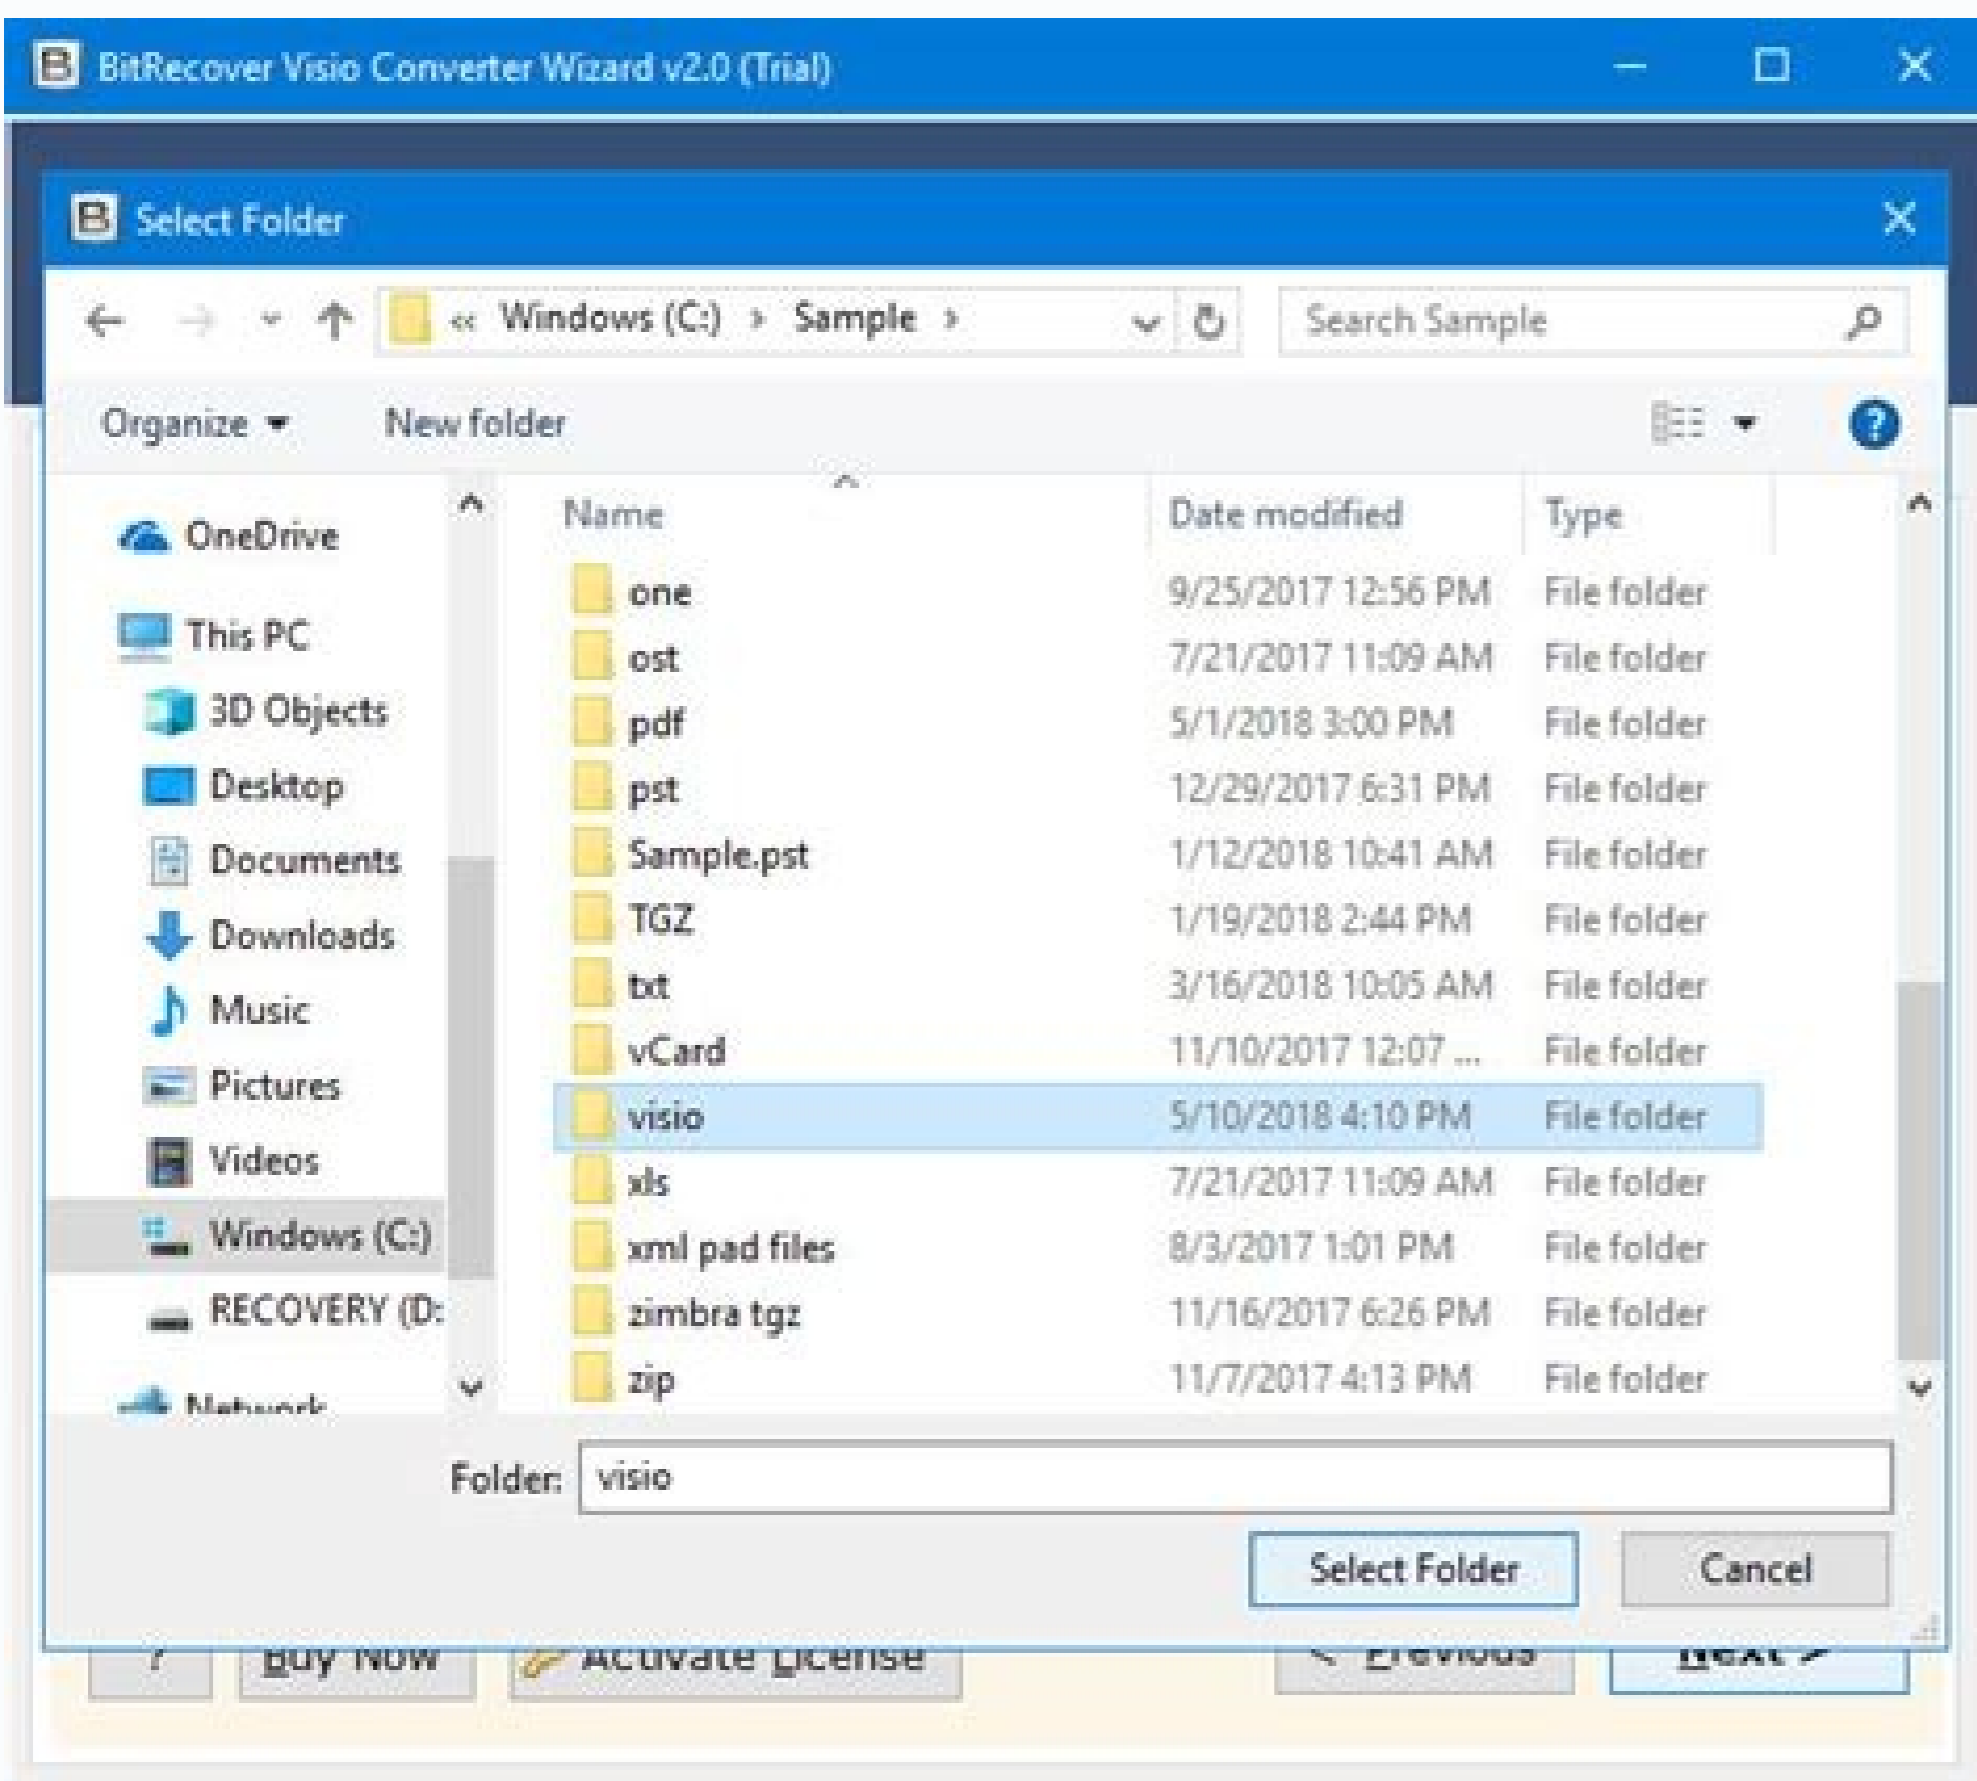 BitRecover Visio Converter Wizard v2.0 (Trial)
Select Folder
« Windows (C:) › Sample ›
Search Sample
Organize
New folder
Name Date modified Type
OneDrive
This PC
3D Objects
Desktop
Documents
Downloads
Music
Pictures
Videos
Windows (C:)
RECOVERY (D:
Network
one 9/25/2017 12:56 PM File folder
ost 7/21/2017 11:09 AM File folder
pdf 5/1/2018 3:00 PM File folder
pst 12/29/2017 6:31 PM File folder
Sample.pst 1/12/2018 10:41 AM File folder
TGZ 1/19/2018 2:44 PM File folder
txt 3/16/2018 10:05 AM File folder
vCard 11/10/2017 12:07 ... File folder
visio 5/10/2018 4:10 PM File folder
xls 7/21/2017 11:09 AM File folder
xml pad files 8/3/2017 1:01 PM File folder
zimbra tgz 11/16/2017 6:26 PM File folder
zip 11/7/2017 4:13 PM File folder
Folder: visio
Select Folder
Cancel
? Buy Now Activate License < Previous Next >